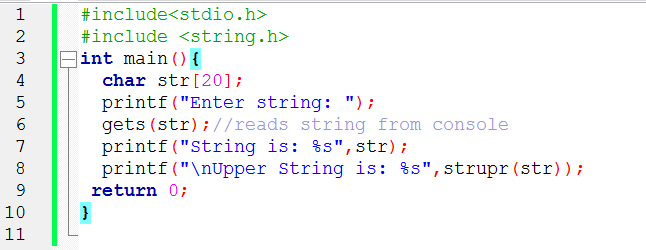 1 #include<stdio.h>
2 #include <string.h>
3 int main(){
4 char str[20];
5 printf("Enter string: ");
6 gets(str);//reads string from console
7 printf("String is: %s",str);
8 printf("\nUpper String is: %s",strupr(str));
9 return 0;
10 }
11